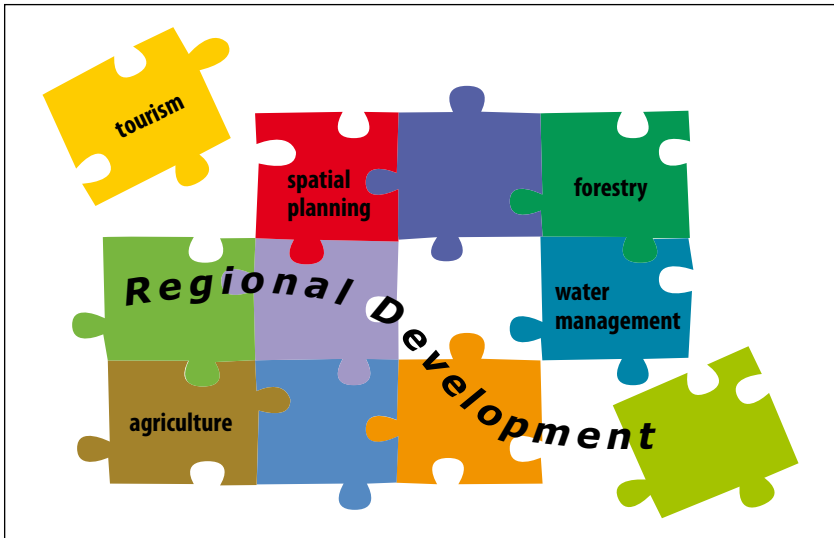 tourism
spatial
planning
forestry
Regional Development
water
management
agriculture